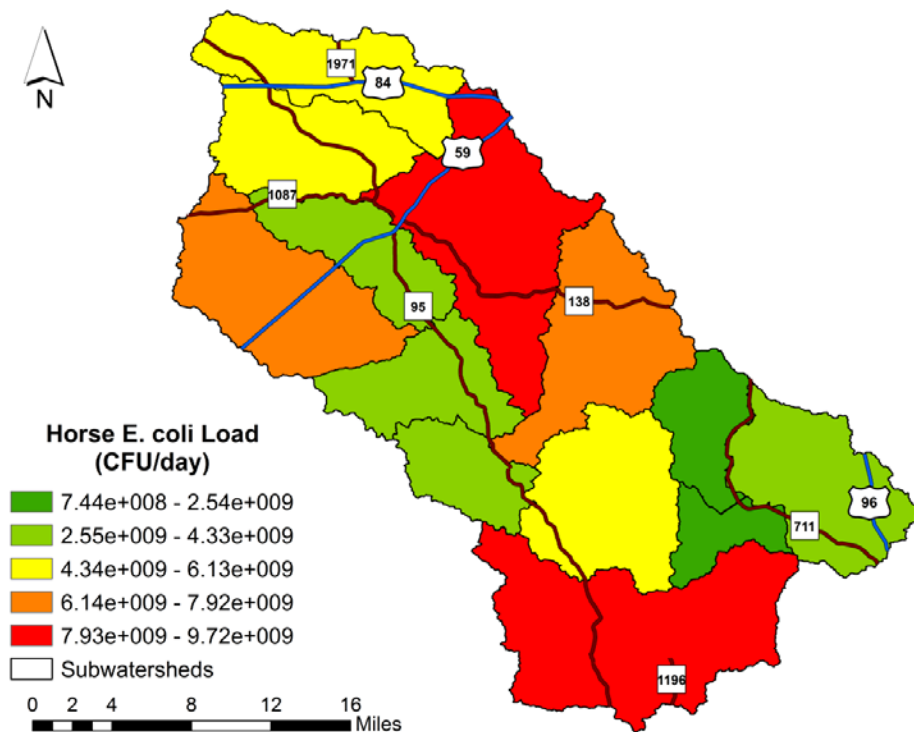 1971
84
N
59
1087
95
138
Horse E. coli Load
(CFU/day)
7.44e+008 - 2.54e+009
2.55e+009 - 4.33e+009
96
4.34e+009 - 6.13e+009
711
6.14e+009 - 7.92e+009
7.93e+009 - 9.72e+009
Subwatersheds
1196
0 2 4 8 12 16
Miles